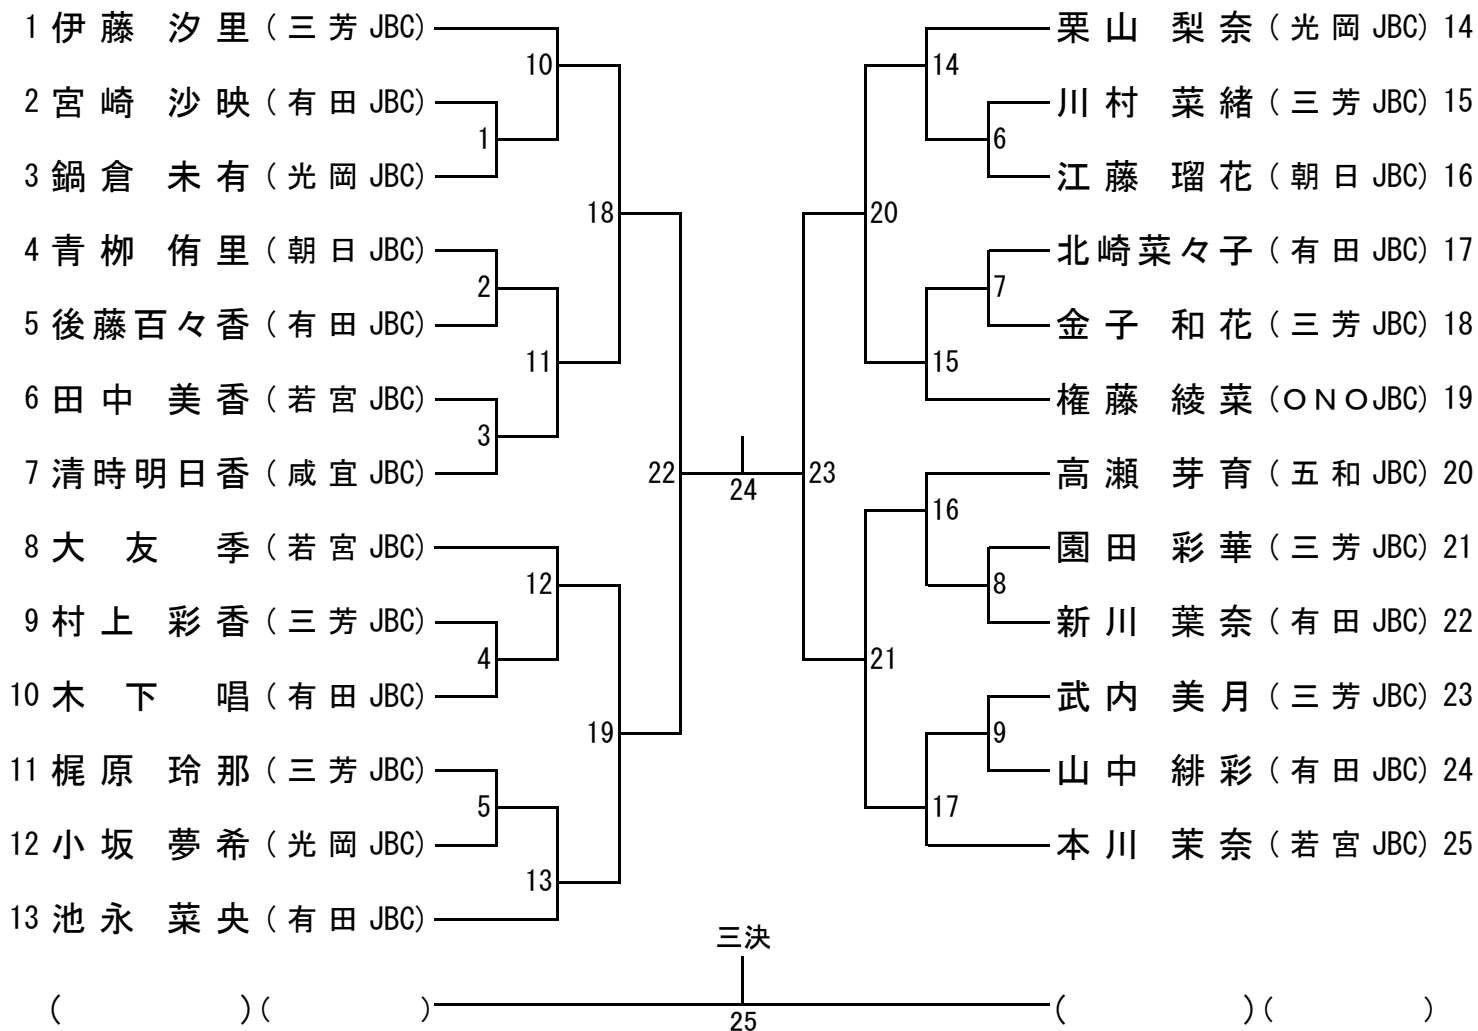 1 伊藤 汐里 (三芳 JBC) 栗山 梨奈 (光岡 JBC) 14
10 14
2 宮崎 沙映 (有田 JBC) 川村 菜緒 (三芳 JBC) 15
1 6
3 鍋倉 未有 (光岡 JBC) 江藤 瑠花 (朝日 JBC) 16
18 20
4 青栁 侑里 (朝日 JBC) 北崎菜々子 (有田 JBC) 17
2 7
5 後藤百々香 (有田 JBC) 金子 和花 (三芳 JBC) 18
11 15
6 田中 美香 (若宮 JBC) 権藤 綾菜 (ONOJBC) 19
3
7 清時明日香 (咸宜 JBC) 22 24 23 高瀬 芽育 (五和 JBC) 20
16
8 大友 季 (若宮 JBC) 園田 彩華 (三芳 JBC) 21
12 8
9 村上 彩香 (三芳 JBC) 新川 葉奈 (有田 JBC) 22
4 21
10 木下 唱 (有田 JBC) 武内 美月 (三芳 JBC) 23
19 9
11 梶原 玲那 (三芳 JBC) 山中 緋彩 (有田 JBC) 24
5 17
12 小坂 夢希 (光岡 JBC) 本川 茉奈 (若宮 JBC) 25
13
13 池永 菜央 (有田 JBC)
三決
( ) ( ) ( ) ( )
25